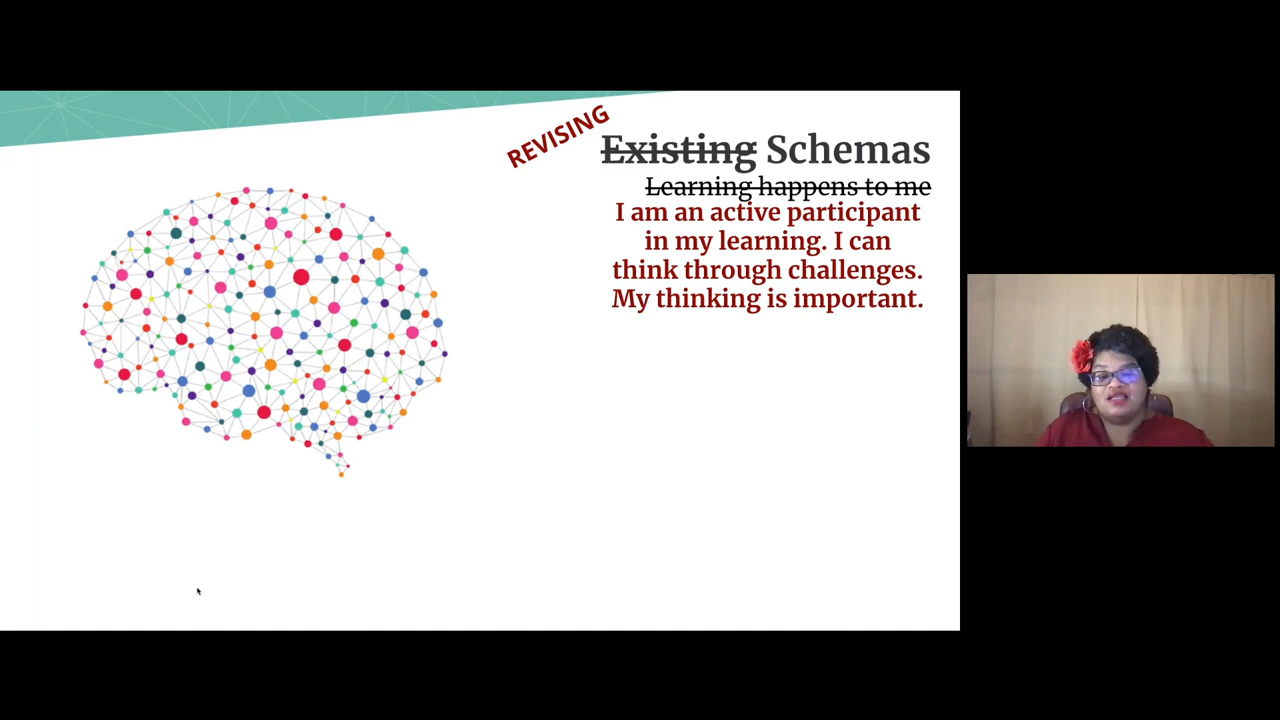 REVISING
Existing Schemas
Learning happens to me
I am an active participant
in my learning. I can
think through challenges.
My thinking is important.